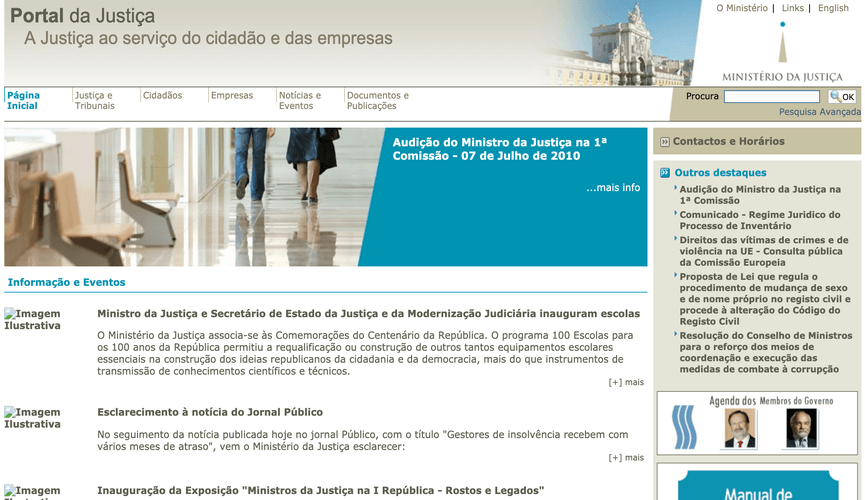 Portal da Justiça
A Justiça ao serviço do cidadão e das empresas
O Ministério | Links | English
MINISTÉRIO DA JUSTIÇA
Página
Inicial
Justiça e
Tribunais
Cidadãos
Empresas
Notícias e
Eventos
Documentos e
Publicações
Procura
OK
Pesquisa Avançada
Audição do Ministro da Justiça na 1ª
Comissão - 07 de Julho de 2010
...mais info
Informação e Eventos
Imagem
Ilustrativa
Ministro da Justiça e Secretário de Estado da Justiça e da Modernização Judiciária inauguram escolas
O Ministério da Justiça associa-se às Comemorações do Centenário da República. O programa 100 Escolas para
os 100 anos da República permitiu a requalificação ou construção de outros tantos equipamentos escolares
essenciais na construção dos ideias republicanos da cidadania e da democracia, mais do que instrumentos de
transmissão de conhecimentos científicos e técnicos.
[+] mais
Imagem
Ilustrativa
Esclarecimento à notícia do Jornal Público
No seguimento da notícia publicada hoje no jornal Público, com o título "Gestores de insolvência recebem com
vários meses de atraso", vem o Ministério da Justiça esclarecer:
[+] mais
Imagem
Ilustrativa
Inauguração da Exposição "Ministros da Justiça na I República - Rostos e Legados"
Contactos e Horários
Outros destaques
Audição do Ministro da Justiça na
1ª Comissão
Comunicado - Regime Juridico do
Processo de Inventário
Direitos das vítimas de crimes e de
violência na UE - Consulta pública
da Comissão Europeia
Proposta de Lei que regula o
procedimento de mudança de sexo
e de nome próprio no registo civil e
procede à alteração do Código do
Registo Civil
Resolução do Conselho de Ministros
para o reforço dos meios de
coordenação e execução das
medidas de combate à corrupção
Agenda dos Membros do Governo
Manual de